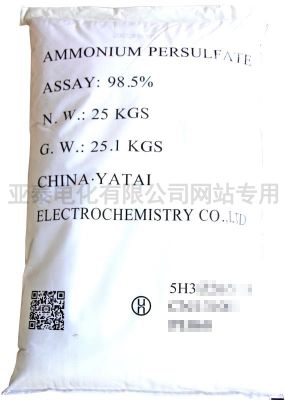 AMMONIUM PERSULFATE
ASSAY: 98.5%
N. W.: 25 KGS
G. W.: 25.1 KGS
CHINA·YATAI
亚泰电化有限公司网站专用
ELECTROCHEMISTRY CO.,LTD
5H3